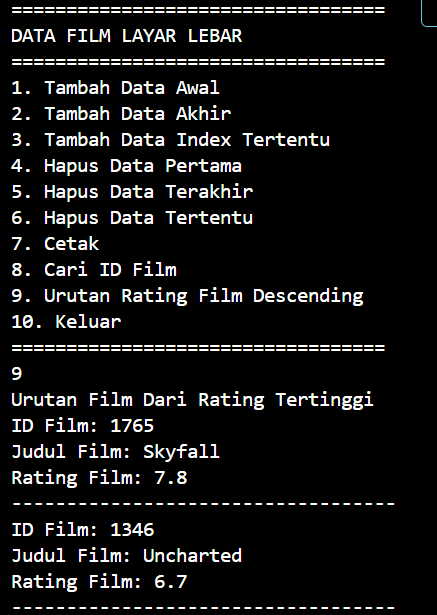 ==================================
DATA FILM LAYAR LEBAR
==================================
1. Tambah Data Awal
2. Tambah Data Akhir
3. Tambah Data Index Tertentu
4. Hapus Data Pertama
5. Hapus Data Terakhir
6. Hapus Data Tertentu
7. Cetak
8. Cari ID Film
9. Urutan Rating Film Descending
10. Keluar
==================================
9
Urutan Film Dari Rating Tertinggi
ID Film: 1765
Judul Film: Skyfall
Rating Film: 7.8
-----------------------------------
ID Film: 1346
Judul Film: Uncharted
Rating Film: 6.7
-----------------------------------